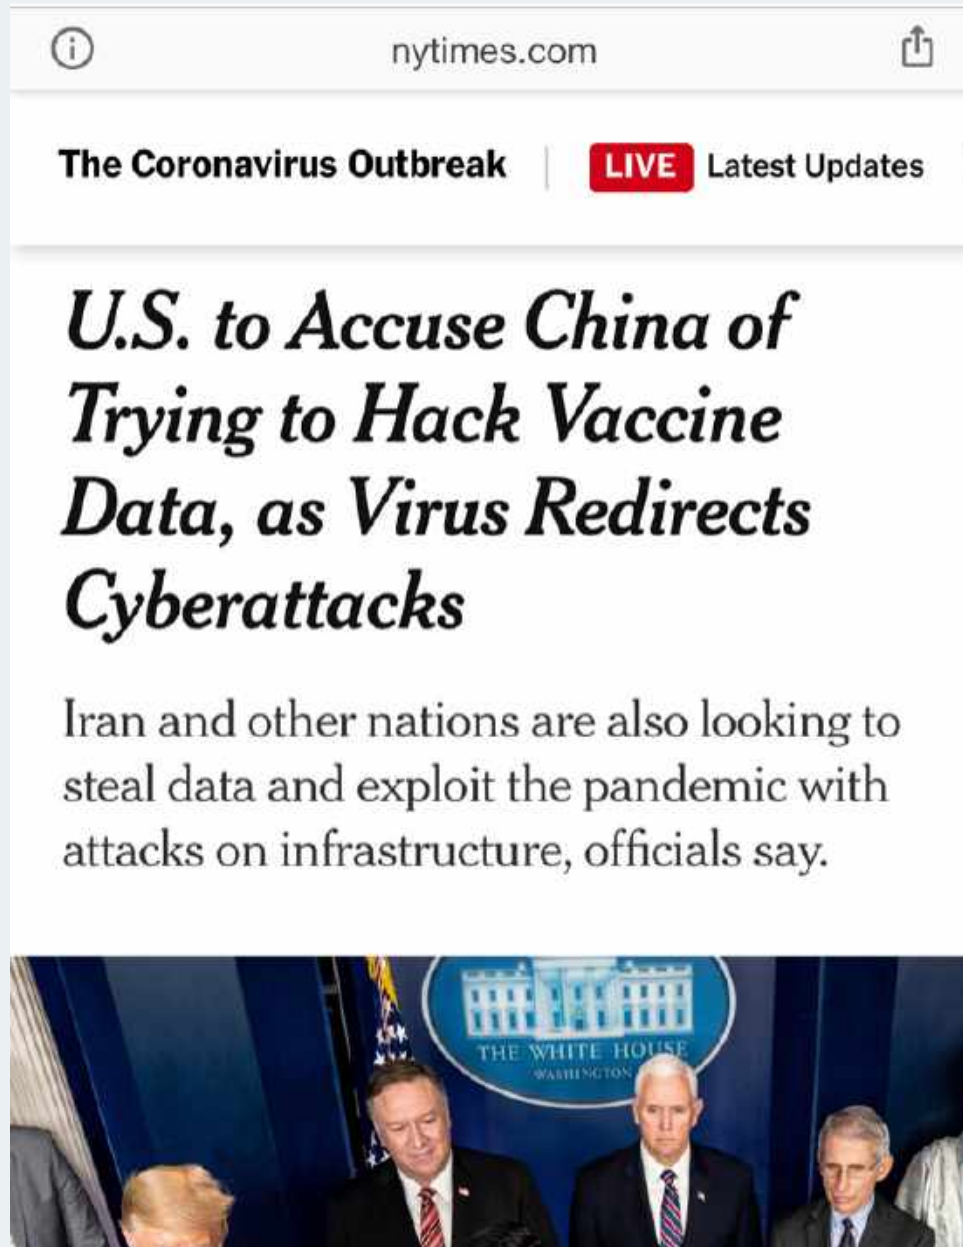 nytimes.com
The Coronavirus Outbreak
LIVE Latest Updates
U.S. to Accuse China of
Trying to Hack Vaccine
Data, as Virus Redirects
Cyberattacks
Iran and other nations are also looking to
steal data and exploit the pandemic with
attacks on infrastructure, officials say.
THE WHITE HOUSE
WASHINGTON